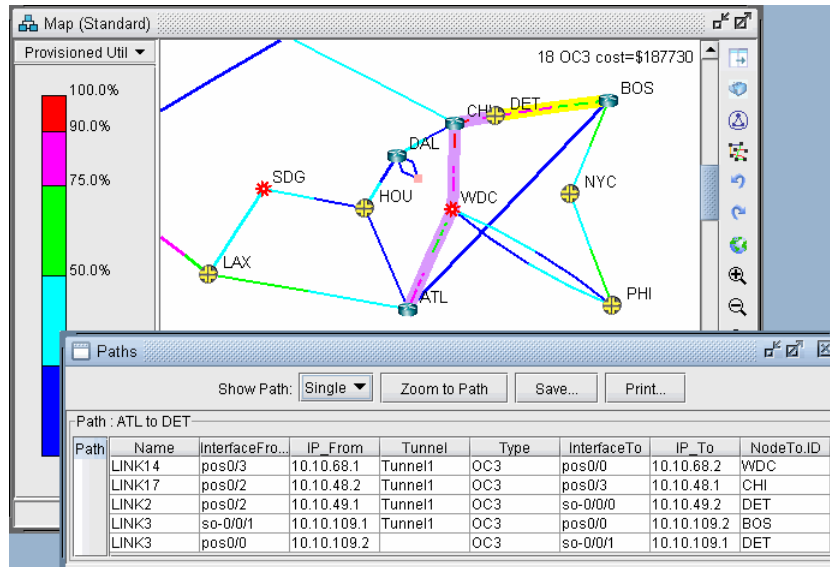 Map (Standard)
Provisioned Util
18 OC3 cost=$187730
100.0%
90.0%
75.0%
50.0%
BOS
CHI DET
DAL
SDG
HOU
WDC
NYC
LAX
ATL
PHI
Paths
Show Path: Single Zoom to Path Save... Print...
Path : ATL to DET
Path Name InterfaceFro... IP_From Tunnel Type InterfaceTo IP_To NodeTo.ID
LINK14 pos0/3 10.10.68.1 Tunnel1 OC3 pos0/0 10.10.68.2 WDC
LINK17 pos0/2 10.10.48.2 Tunnel1 OC3 pos0/3 10.10.48.1 CHI
LINK2 pos0/2 10.10.49.1 Tunnel1 OC3 so-0/0/0 10.10.49.2 DET
LINK3 so-0/0/1 10.10.109.1 Tunnel1 OC3 pos0/0 10.10.109.2 BOS
LINK3 pos0/0 10.10.109.2 OC3 so-0/0/1 10.10.109.1 DET